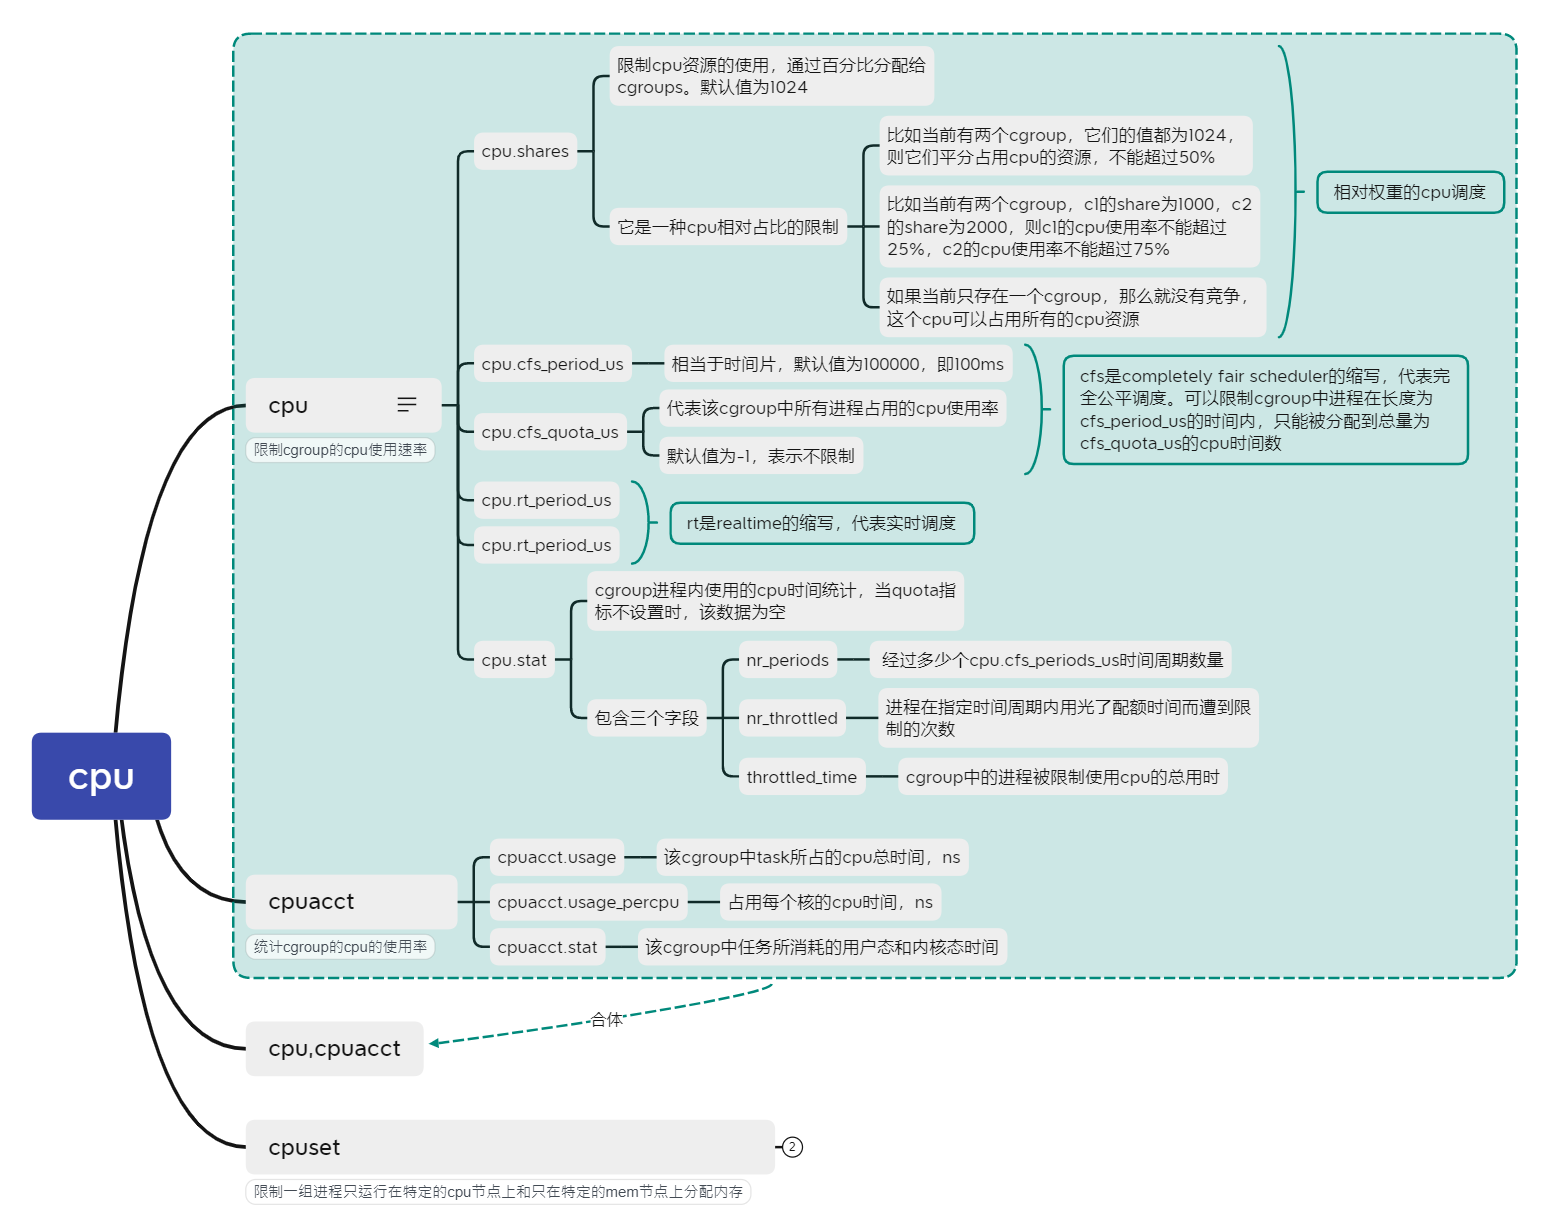 限制cpu资源的使用，通过百分比分配给
cgroups。默认值为1024
cpu.shares
比如当前有两个cgroup，它们的值都为1024，
则它们平分占用cpu的资源，不能超过50%
它是一种cpu相对占比的限制
比如当前有两个cgroup，c1的share为1000，c2
的share为2000，则c1的cpu使用率不能超过
25%，c2的cpu使用率不能超过75%
如果当前只存在一个cgroup，那么就没有竞争，
这个cpu可以占用所有的cpu资源
相对权重的cpu调度
cpu.cfs_period_us
相当于时间片，默认值为100000，即100ms
cpu.cfs_quota_us
代表该cgroup中所有进程占用的cpu使用率
默认值为-1，表示不限制
cfs是completely fair scheduler的缩写，代表完
全公平调度。可以限制cgroup中进程在长度为
cfs_period_us的时间内，只能被分配到总量为
cfs_quota_us的cpu时间数
cpu
限制cgroup的cpu使用速率
cpu.rt_period_us
cpu.rt_period_us
rt是realtime的缩写，代表实时调度
cpu.stat
cgroup进程内使用的cpu时间统计，当quota指
标不设置时，该数据为空
包含三个字段
nr_periods
经过多少个cpu.cfs_periods_us时间周期数量
nr_throttled
进程在指定时间周期内用光了配额时间而遭到限
制的次数
throttled_time
cgroup中的进程被限制使用cpu的总用时
cpu
cpuacct
统计cgroup的cpu的使用率
cpuacct.usage
该cgroup中task所占的cpu总时间，ns
cpuacct.usage_percpu
占用每个核的cpu时间，ns
cpuacct.stat
该cgroup中任务所消耗的用户态和内核态时间
合体
cpu,cpuacct
cpuset
2
限制一组进程只运行在特定的cpu节点上和只在特定的mem节点上分配内存